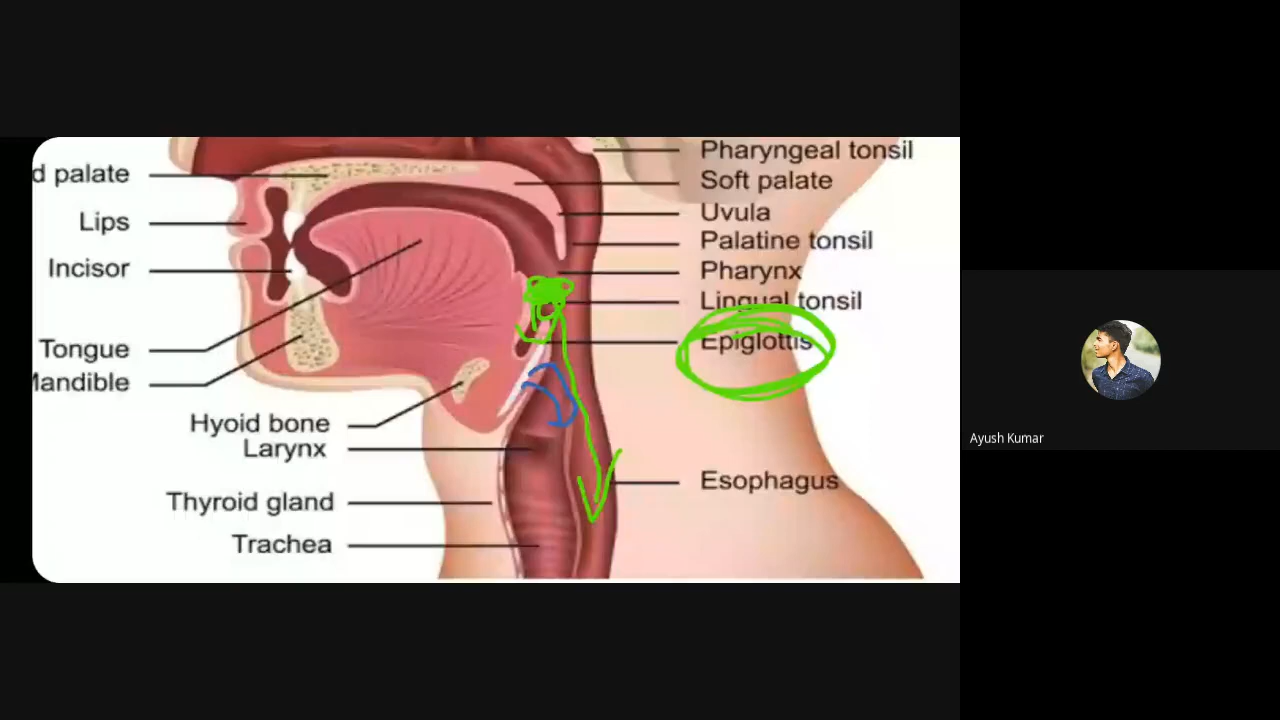 d palate
Lips
Incisor
Tongue
Mandible
Hyoid bone
Larynx
Thyroid gland
Trachea
Pharyngeal tonsil
Soft palate
Uvula
Palatine tonsil
Pharynx
Lingual tonsil
Epiglottis
Esophagus
Ayush Kumar